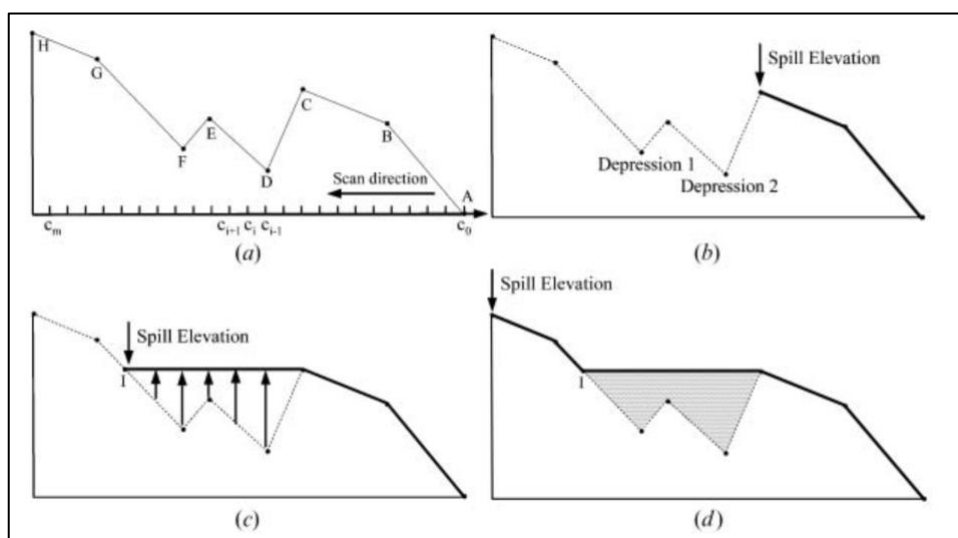 H
G
C
E
B
F
D
Scan direction
A
c_m
c_{i+1} c_i c_{i-1}
c_0
(a)
Spill Elevation
Depression 1
Depression 2
(b)
Spill Elevation
I
(c)
Spill Elevation
I
(d)